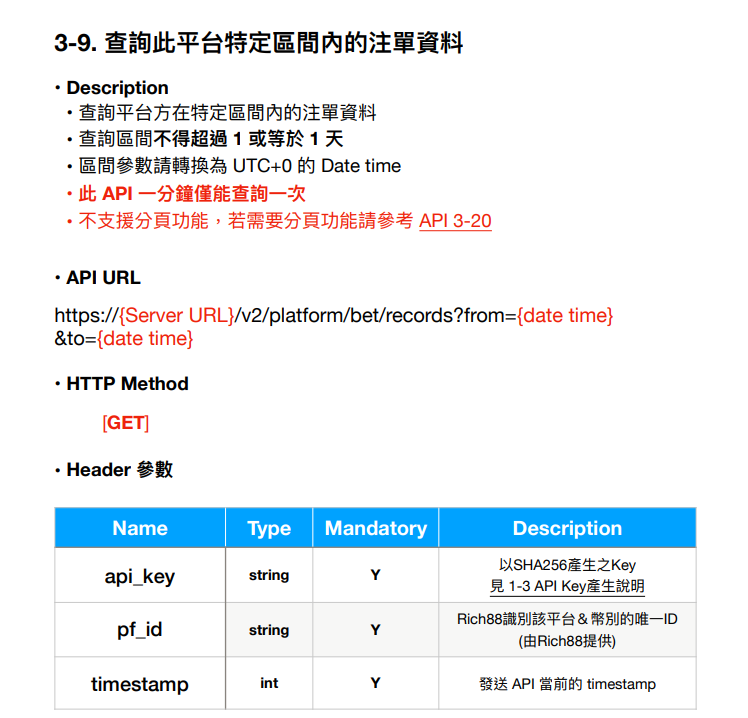 3-9. 查詢此平台特定區間內的注單資料
• Description
• 查詢平台方在特定區間內的注單資料
• 查詢區間不得超過 1 或等於 1 天
• 區間參數請轉換為 UTC+0 的 Date time
• 此 API 一分鐘僅能查詢一次
• 不支援分頁功能，若需要分頁功能請參考 API 3-20
• API URL
https://{Server URL}/v2/platform/bet/records?from={date time}
&to={date time}
• HTTP Method
[GET]
• Header 參數
Name Type Mandatory Description
api_key string Y 以SHA256產生之Key
見 1-3 API Key產生說明
pf_id string Y Rich88識別該平台＆幣別的唯一ID
(由Rich88提供)
timestamp int Y 發送 API 當前的 timestamp